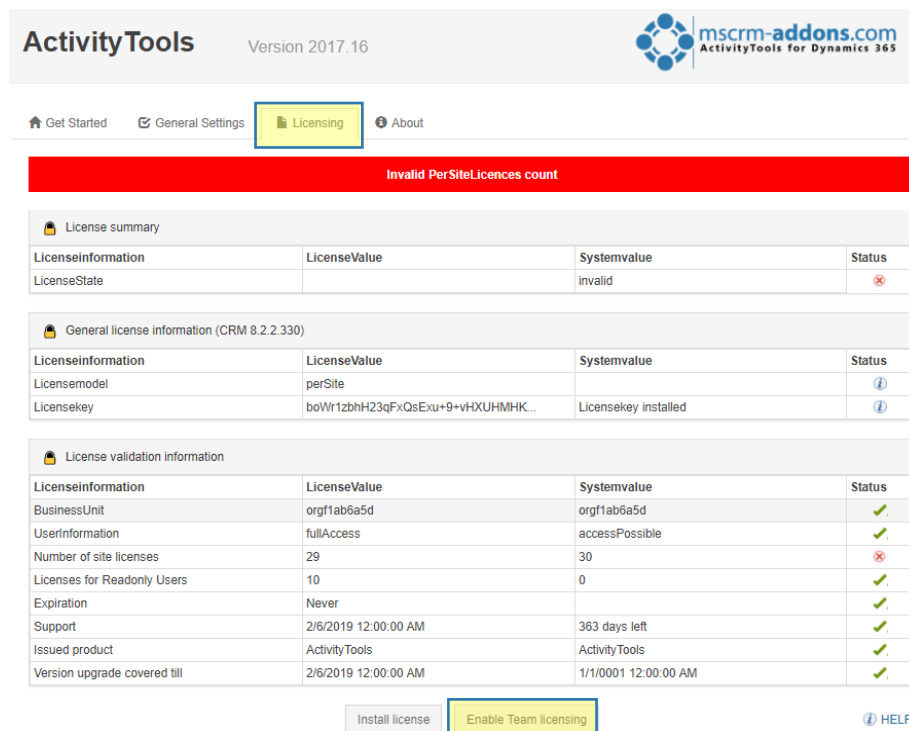 ActivityTools
Version 2017.16
mscrm-addons.com
ActivityTools for Dynamics 365
Get Started General Settings Licensing About
Invalid PerSiteLicences count
License summary
Licenseinformation LicenseValue Systemvalue Status
LicenseState invalid
General license information (CRM 8.2.2.330)
Licenseinformation LicenseValue Systemvalue Status
Licensemodel perSite
Licensekey boWr1zbhH23qFxQsExu+9+vHXUHMHK... Licensekey installed
License validation information
Licenseinformation LicenseValue Systemvalue Status
BusinessUnit orgf1ab6a5d orgf1ab6a5d
UserInformation fullAccess accessPossible
Number of site licenses 29 30
Licenses for Readonly Users 10 0
Expiration Never
Support 2/6/2019 12:00:00 AM 363 days left
Issued product ActivityTools ActivityTools
Version upgrade covered till 2/6/2019 12:00:00 AM 1/1/0001 12:00:00 AM
Install license Enable Team licensing HELP